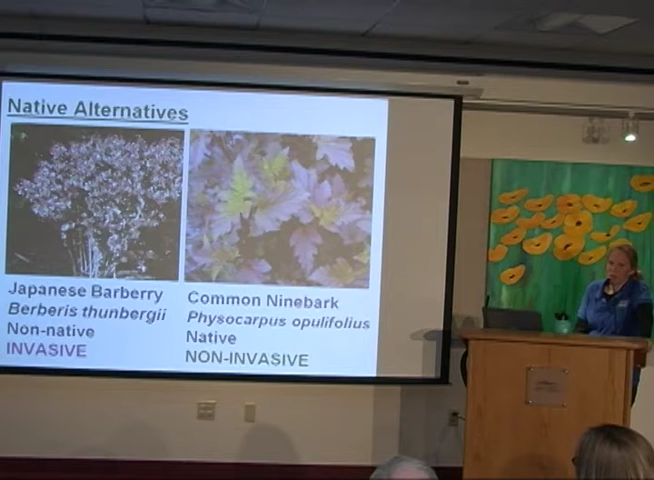 Native Alternatives
Japanese Barberry
Berberis thunbergii
Non-native
INVASIVE
Common Ninebark
Physocarpus opulifolius
Native
NON-INVASIVE